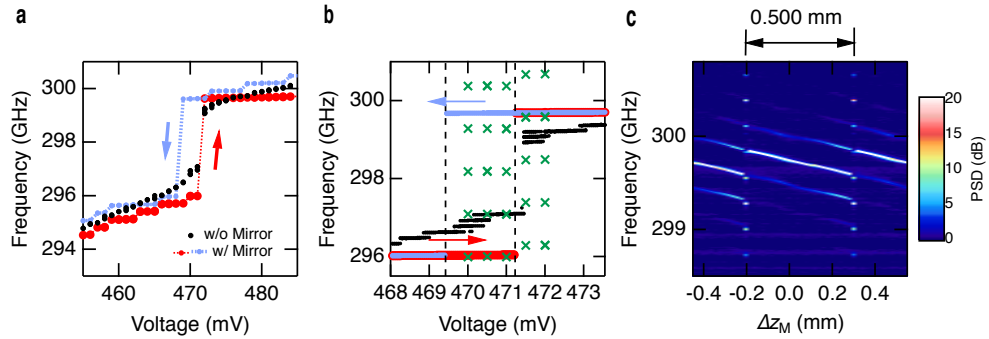 a
Frequency (GHz)
300
298
296
294
w/o Mirror
w/ Mirror
460
470
480
Voltage (mV)
b
Frequency (GHz)
302
300
298
296
468
469
470
471
472
473
Voltage (mV)
c
0.500 mm
Frequency (GHz)
300
299
-0.4
-0.2
0.0
0.2
0.4
Δz_M (mm)
20
15
10
5
0
PSD (dB)